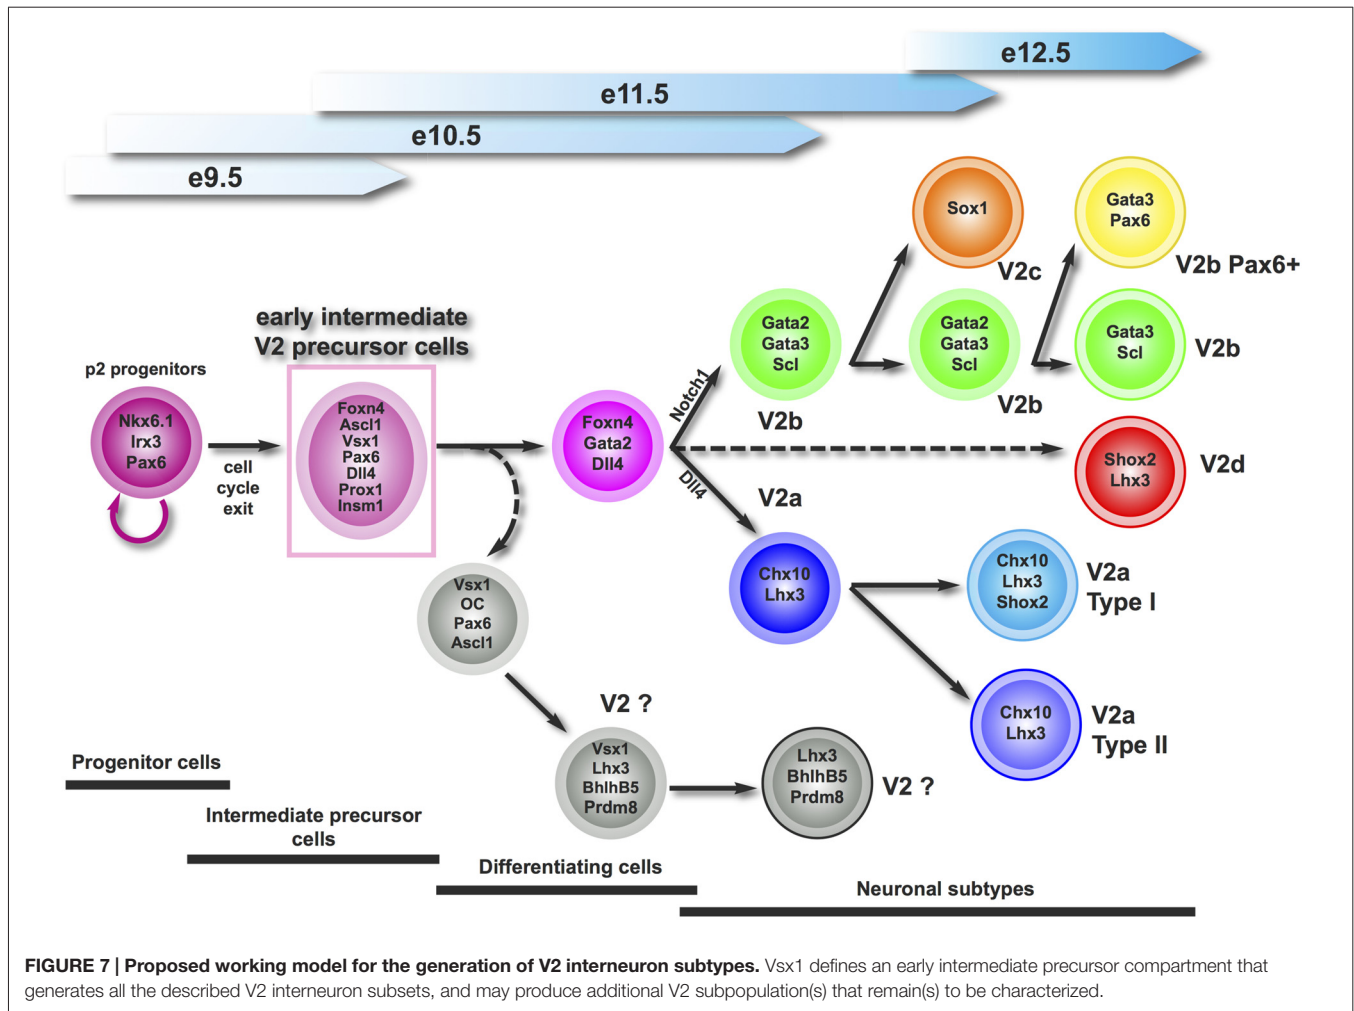 e12.5
e11.5
e10.5
e9.5
Sox1
V2c
Gata3
Pax6
V2b Pax6+
early intermediate
V2 precursor cells
p2 progenitors
Nkx6.1
Irx3
Pax6
cell
cycle
exit
Foxn4
Ascl1
Vsx1
Pax6
Dll4
Prox1
Insm1
Foxn4
Gata2
Dll4
Notch1
Dll4
Gata2
Gata3
Scl
V2b
Gata2
Gata3
Scl
V2b
Gata3
Scl
V2b
Shox2
Lhx3
V2d
V2a
Chx10
Lhx3
Chx10
Lhx3
Shox2
V2a
Type I
Chx10
Lhx3
V2a
Type II
Vsx1
OC
Pax6
Ascl1
V2 ?
Vsx1
Lhx3
BhlhB5
Prdm8
Lhx3
BhlhB5
Prdm8
V2 ?
Progenitor cells
Intermediate precursor
cells
Differentiating cells
Neuronal subtypes
FIGURE 7 | Proposed working model for the generation of V2 interneuron subtypes. Vsx1 defines an early intermediate precursor compartment that
generates all the described V2 interneuron subsets, and may produce additional V2 subpopulation(s) that remain(s) to be characterized.